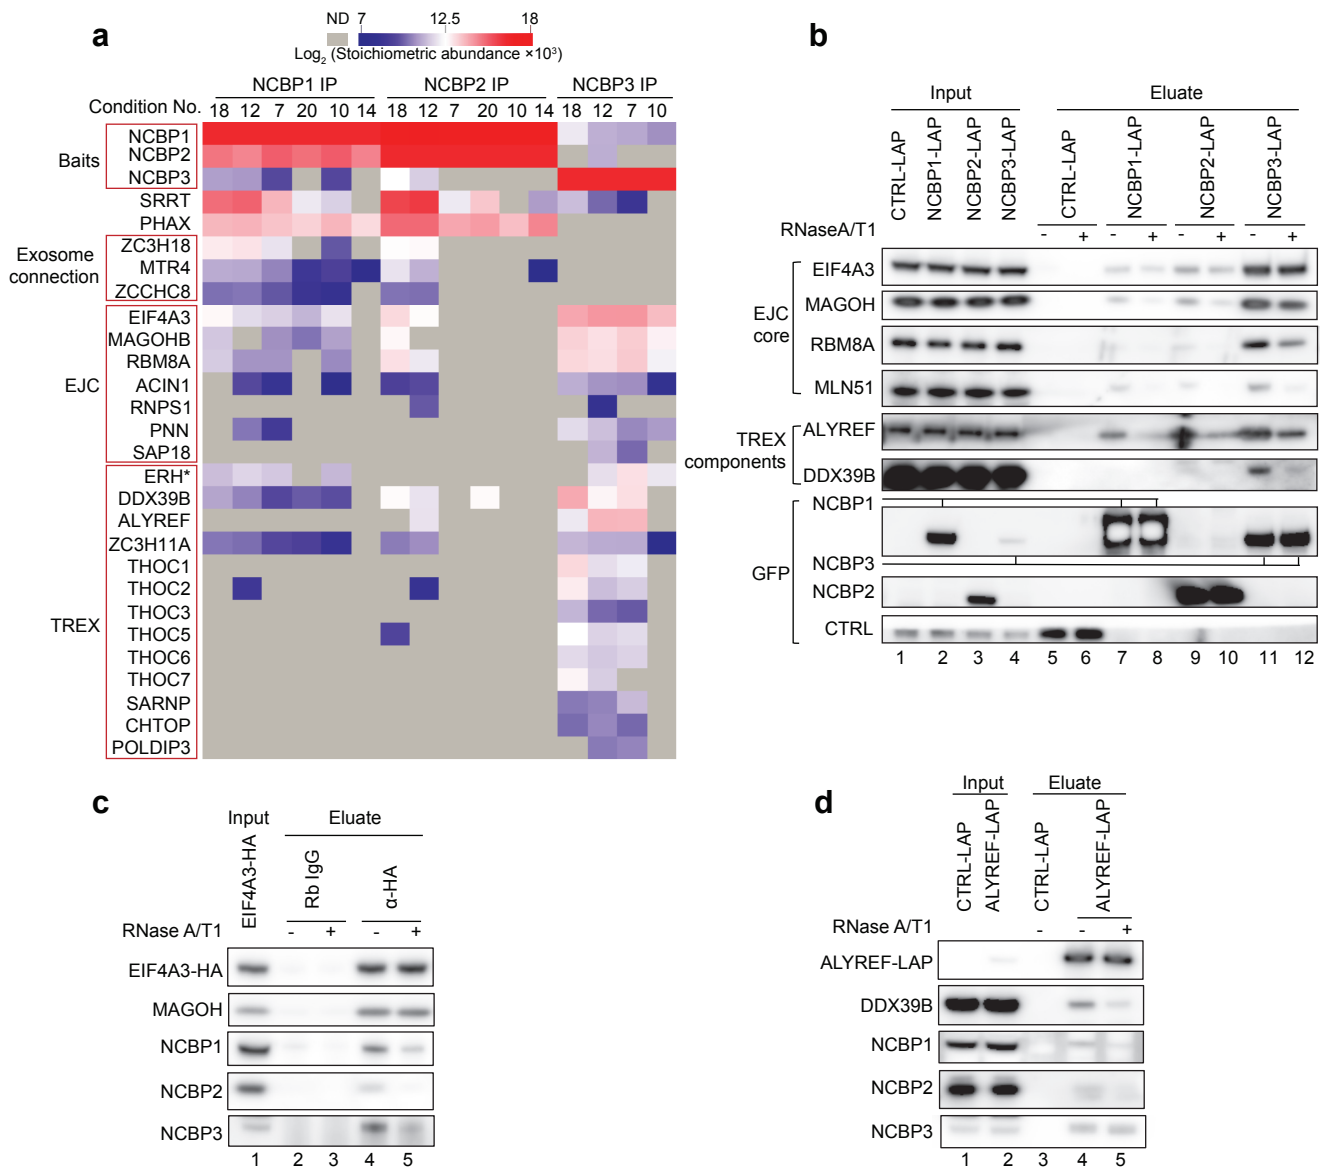 a
ND 7 12.5 18
Log2 (Stoichiometric abundance ×10³)
NCBP1 IP NCBP2 IP NCBP3 IP
Condition No. 18 12 7 20 10 14 18 12 7 20 10 14 18 12 7 10
Baits
NCBP1
NCBP2
NCBP3
SRRT
PHAX
Exosome
connection
ZC3H18
MTR4
ZCCHC8
EJC
EIF4A3
MAGOHB
RBM8A
ACIN1
RNPS1
PNN
SAP18
TREX
ERH*
DDX39B
ALYREF
ZC3H11A
THOC1
THOC2
THOC3
THOC5
THOC6
THOC7
SARNP
CHTOP
POLDIP3
b
Input Eluate
CTRL-LAP
NCBP1-LAP
NCBP2-LAP
NCBP3-LAP
CTRL-LAP
NCBP1-LAP
NCBP2-LAP
NCBP3-LAP
RNaseA/T1 - + - + - + - +
EJC
core
EIF4A3
MAGOH
RBM8A
MLN51
TREX
components
ALYREF
DDX39B
GFP
NCBP1
NCBP3
NCBP2
CTRL
1 2 3 4 5 6 7 8 9 10 11 12
c
Input Eluate
EIF4A3-HA
Rb IgG
α-HA
RNase A/T1 - + - +
EIF4A3-HA
MAGOH
NCBP1
NCBP2
NCBP3
1 2 3 4 5
d
Input Eluate
CTRL-LAP
ALYREF-LAP
CTRL-LAP
ALYREF-LAP
RNase A/T1 - - +
ALYREF-LAP
DDX39B
NCBP1
NCBP2
NCBP3
1 2 3 4 5